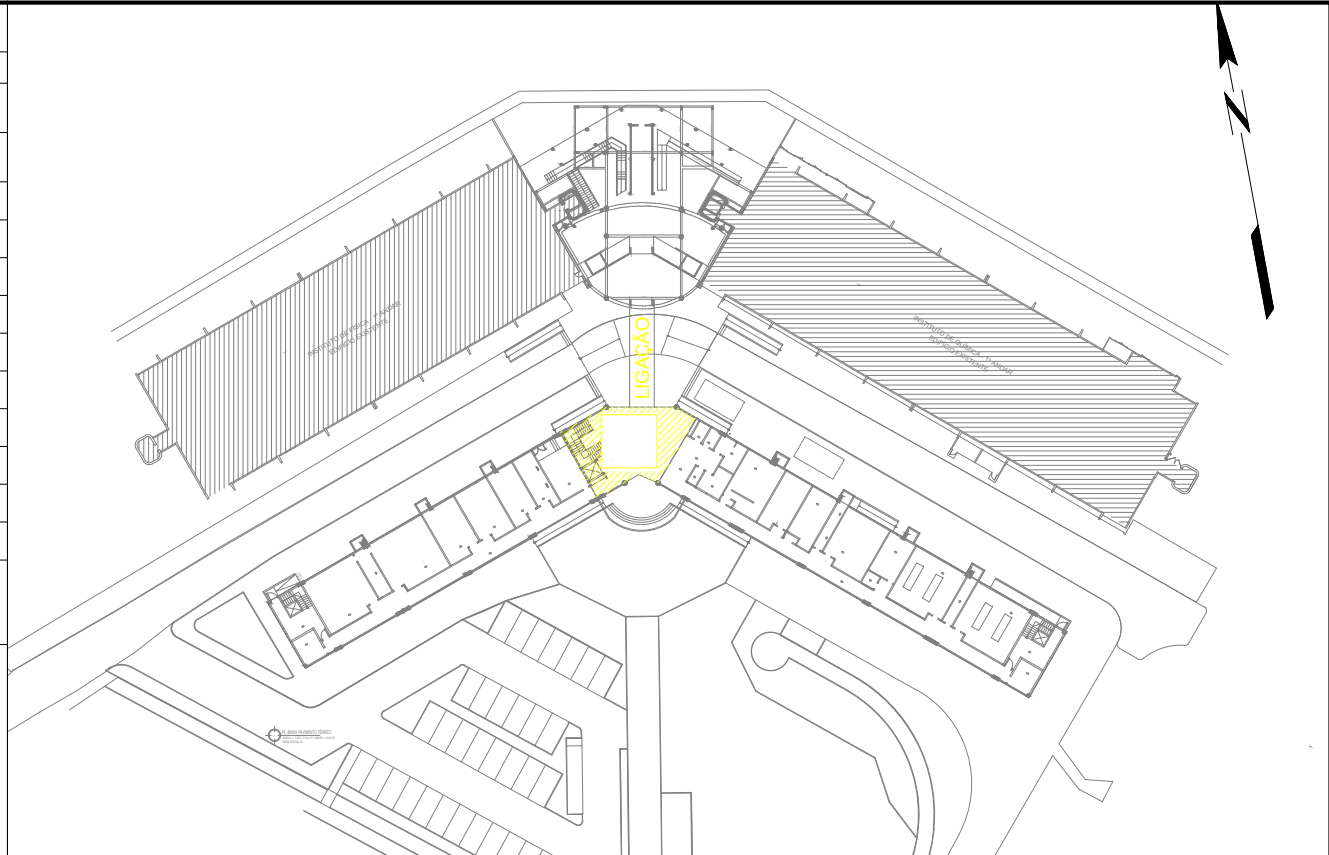 INSTITUTO DE FÍSICA - 1º ANDAR
EDIFÍCIO EXISTENTE
INSTITUTO DE QUÍMICA - 1º ANDAR
EDIFÍCIO EXISTENTE
LIGAÇÃO
N